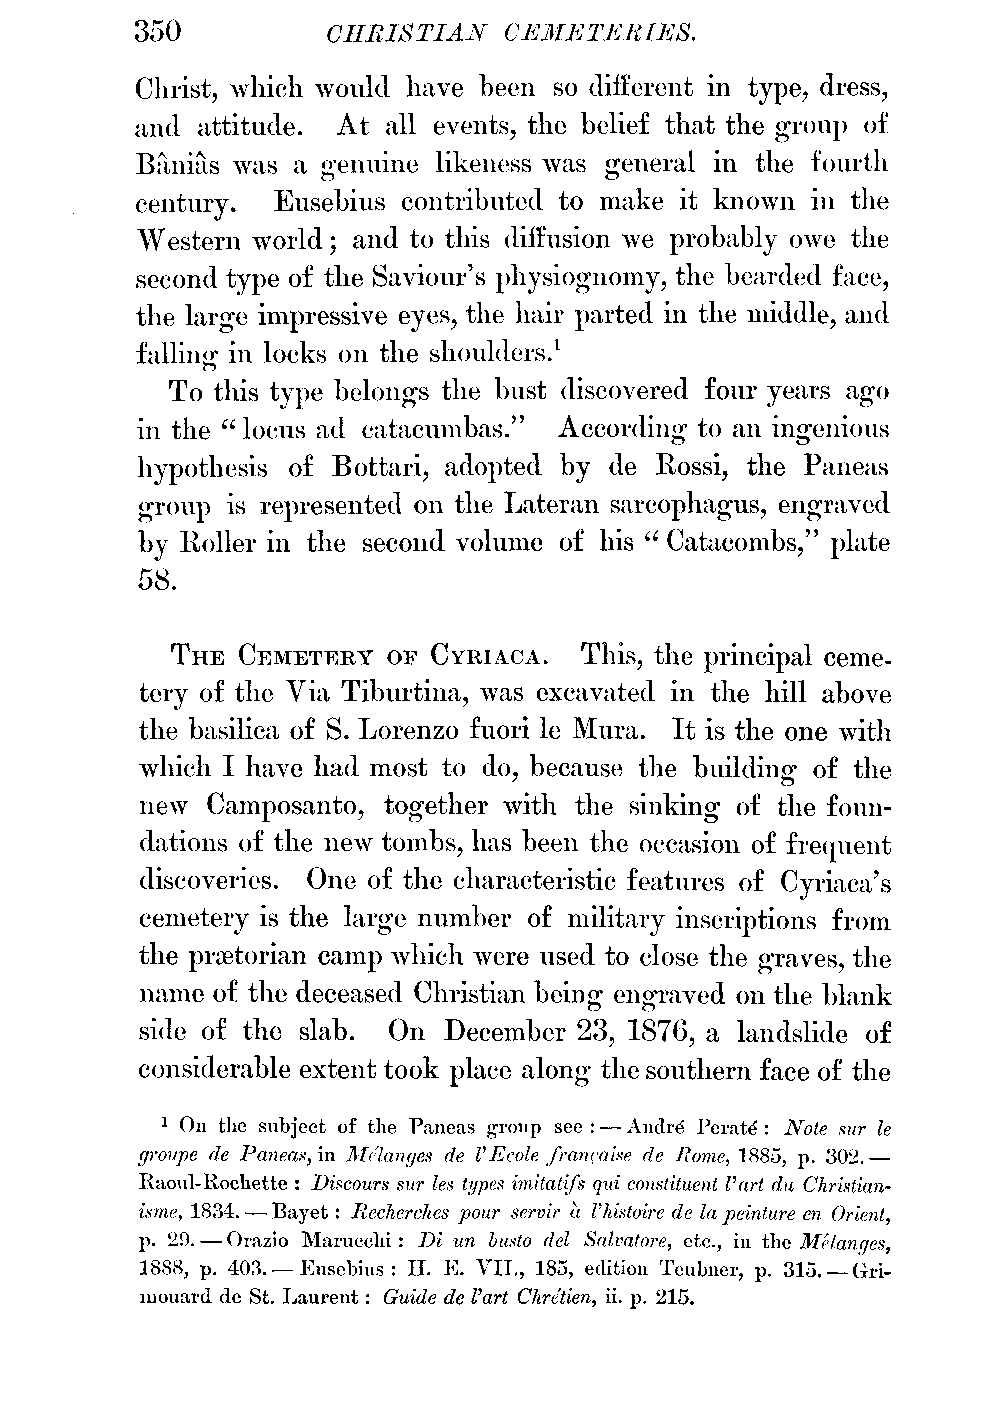 350 CHRISTIAN CEMETERIES.
Christ, which would have been so different in type, dress,
and attitude. At all events, the belief that the group of
Bâniâs was a genuine likeness was general in the fourth
century. Eusebius contributed to make it known in the
Western world; and to this diffusion we probably owe the
second type of the Saviour's physiognomy, the bearded face,
the large impressive eyes, the hair parted in the middle, and
falling in locks on the shoulders.¹
To this type belongs the bust discovered four years ago
in the “locus ad catacumbas.” According to an ingenious
hypothesis of Bottari, adopted by de Rossi, the Paneas
group is represented on the Lateran sarcophagus, engraved
by Roller in the second volume of his “Catacombs,” plate
58.
THE CEMETERY OF CYRIACA. This, the principal ceme-
tery of the Via Tiburtina, was excavated in the hill above
the basilica of S. Lorenzo fuori le Mura. It is the one with
which I have had most to do, because the building of the
new Camposanto, together with the sinking of the foun-
dations of the new tombs, has been the occasion of frequent
discoveries. One of the characteristic features of Cyriaca's
cemetery is the large number of military inscriptions from
the prætorian camp which were used to close the graves, the
name of the deceased Christian being engraved on the blank
side of the slab. On December 23, 1876, a landslide of
considerable extent took place along the southern face of the
¹ On the subject of the Paneas group see: — André Peraté: Note sur le
groupe de Paneas, in Mélanges de l'Ecole française de Rome, 1885, p. 302. —
Raoul-Rochette: Discours sur les types imitatifs qui constituent l'art du Christian-
isme, 1834. — Bayet: Recherches pour servir à l'histoire de la peinture en Orient,
p. 29. — Orazio Marucchi: Di un busto del Salvatore, etc., in the Mélanges,
1888, p. 403. — Eusebius: H. E. VII., 185, edition Teubner, p. 315. — Gri-
mouard de St. Laurent: Guide de l'art Chrétien, ii. p. 215.